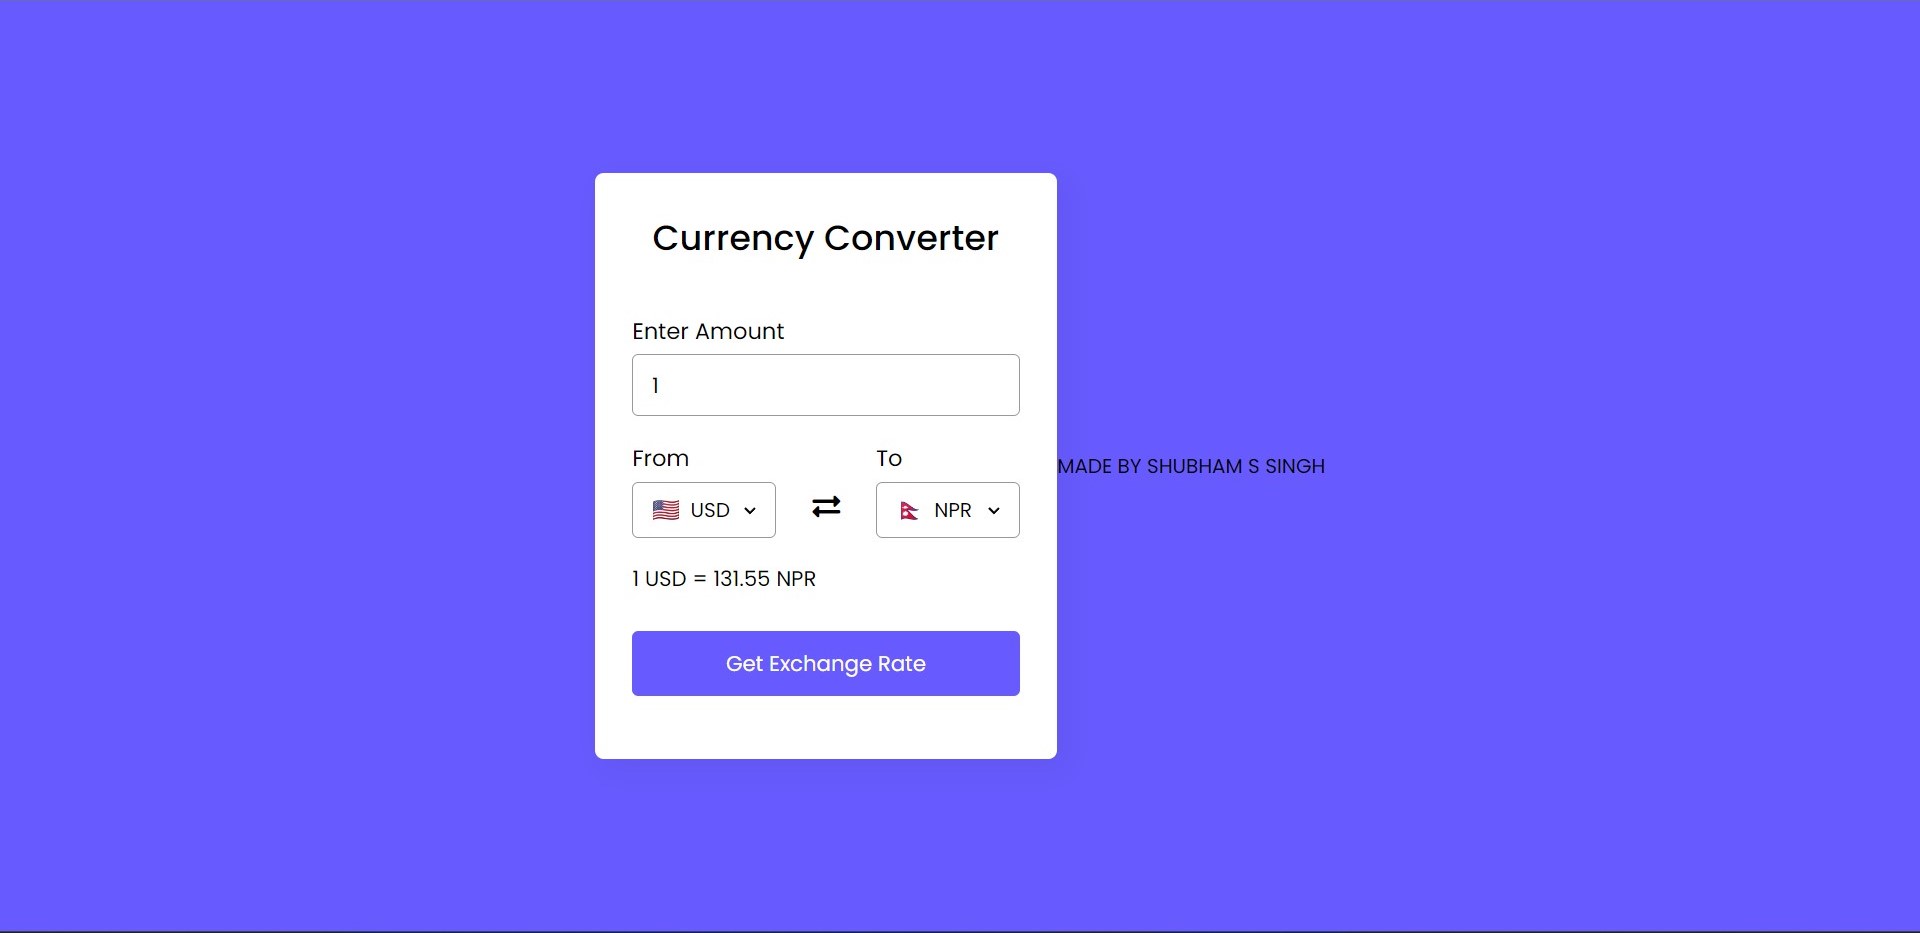 Currency Converter
Enter Amount
1
From To
USD NPR
MADE BY SHUBHAM S SINGH
1 USD = 131.55 NPR
Get Exchange Rate